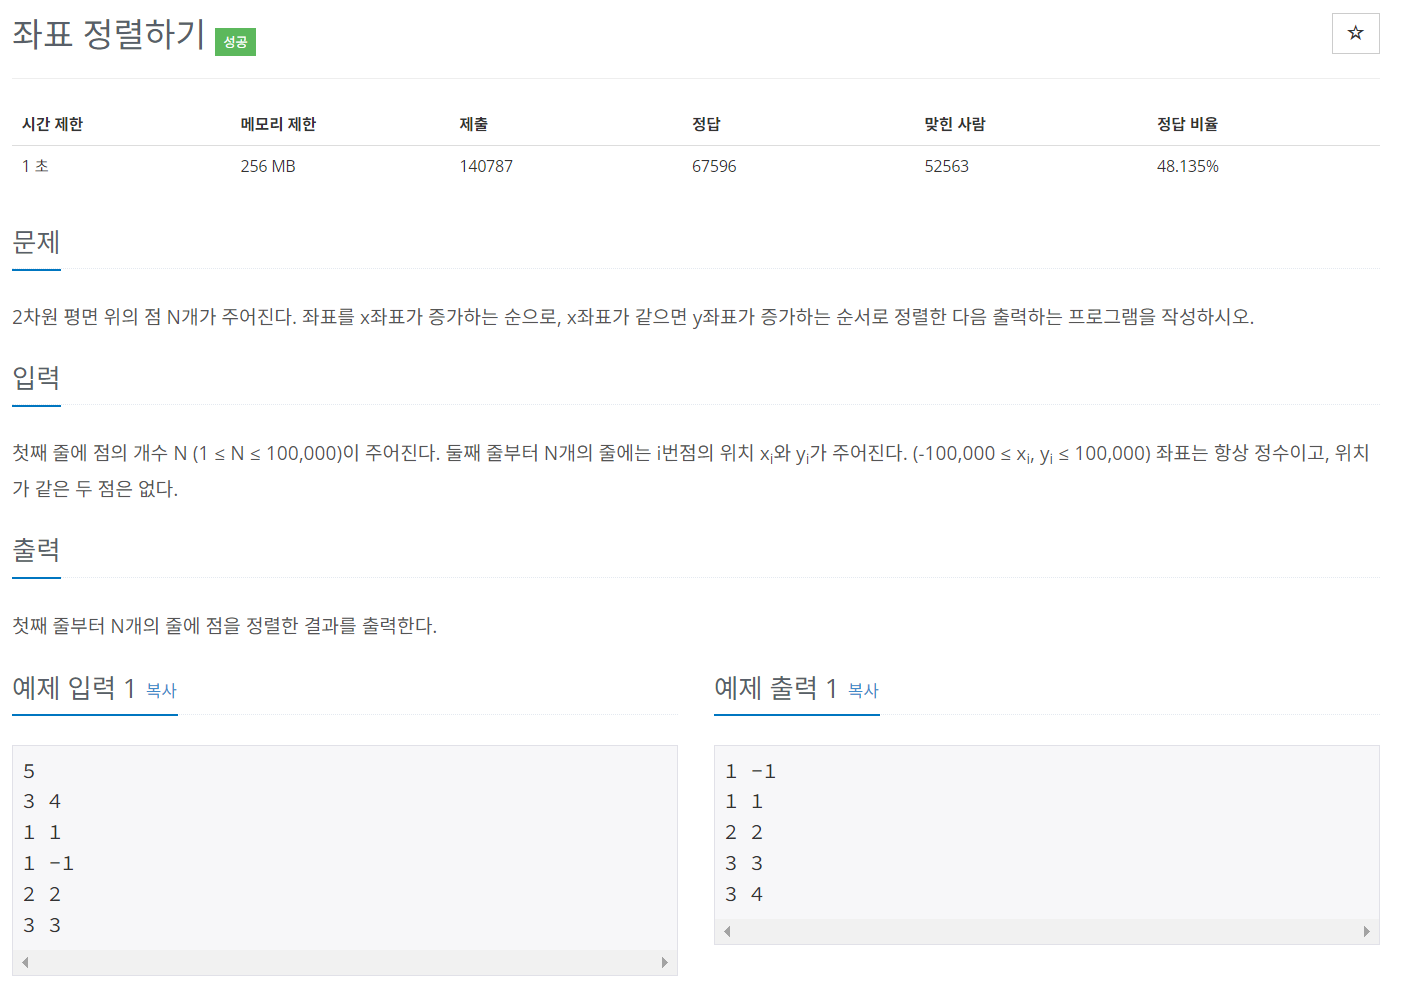 좌표 정렬하기 성공 ☆
시간 제한 메모리 제한 제출 정답 맞힌 사람 정답 비율
1 초 256 MB 140787 67596 52563 48.135%
문제
2차원 평면 위의 점 N개가 주어진다. 좌표를 x좌표가 증가하는 순으로, x좌표가 같으면 y좌표가 증가하는 순서로 정렬한 다음 출력하는 프로그램을 작성하시오.
입력
첫째 줄에 점의 개수 N (1 ≤ N ≤ 100,000)이 주어진다. 둘째 줄부터 N개의 줄에는 i번점의 위치 xi와 yi가 주어진다. (-100,000 ≤ xi, yi ≤ 100,000) 좌표는 항상 정수이고, 위치
가 같은 두 점은 없다.
출력
첫째 줄부터 N개의 줄에 점을 정렬한 결과를 출력한다.
예제 입력 1 복사
5
3 4
1 1
1 -1
2 2
3 3
예제 출력 1 복사
1 -1
1 1
2 2
3 3
3 4